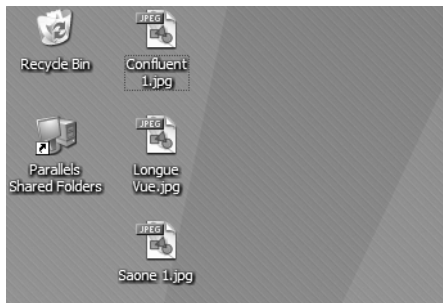 Recycle Bin
JPEG
Confluent
1.jpg
Parallels
Shared Folders
JPEG
Longue
Vue.jpg
JPEG
Saone 1.jpg